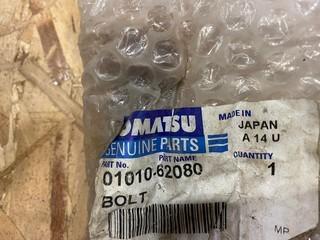 OMATSU
GENUINE PARTS
MADE IN
JAPAN
A 14 U
PART No.
PART NAME
QUANTITY
01010-62080
1
BOLT
MP